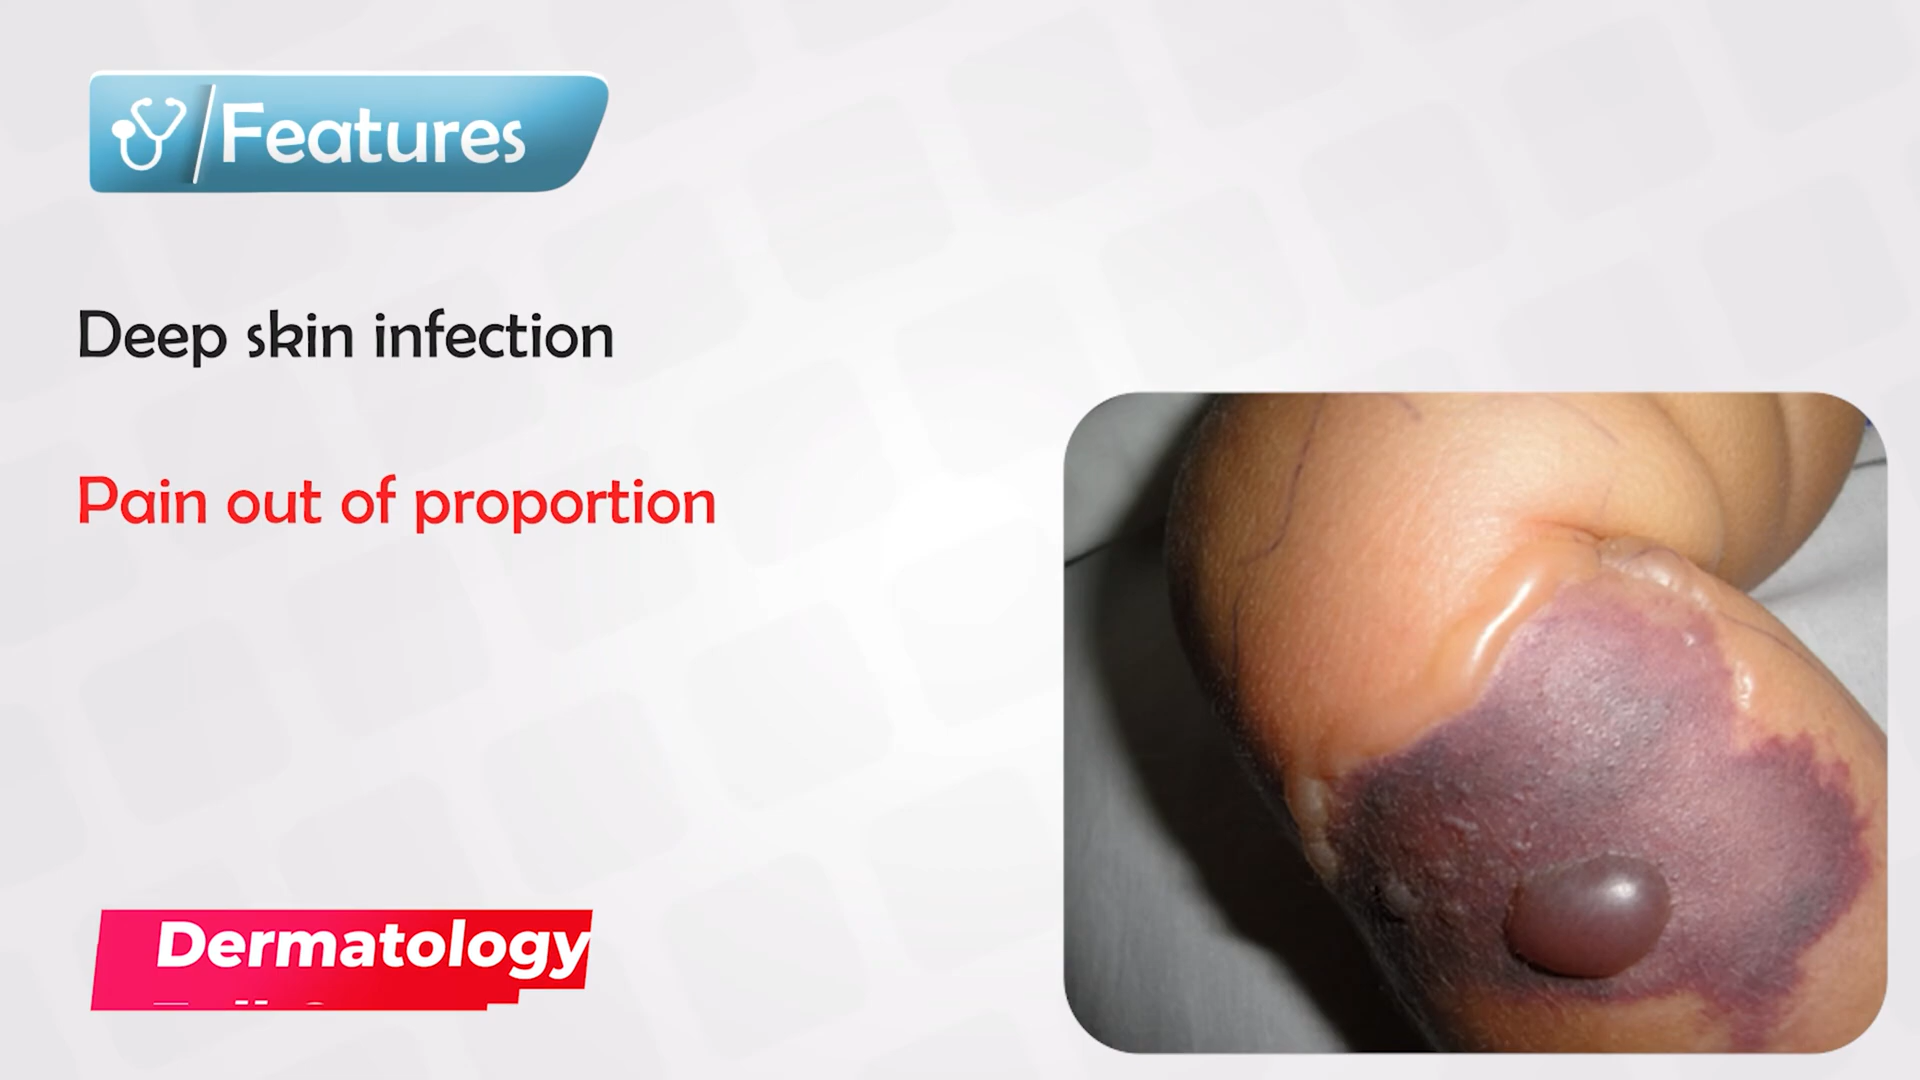 Features
Deep skin infection
Pain out of proportion
Dermatology